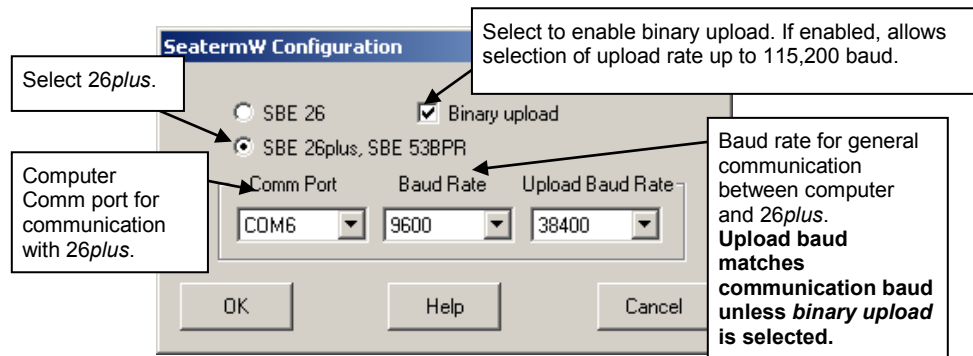 SeatermW Configuration
Select to enable binary upload. If enabled, allows
selection of upload rate up to 115,200 baud.
Select 26plus.
SBE 26
Binary upload
SBE 26plus, SBE 53BPR
Computer
Comm port for
communication
with 26plus.
Baud rate for general
communication
between computer
and 26plus.
Upload baud
matches
communication baud
unless binary upload
is selected.
Comm Port
Baud Rate
Upload Baud Rate
COM6
9600
38400
OK
Help
Cancel